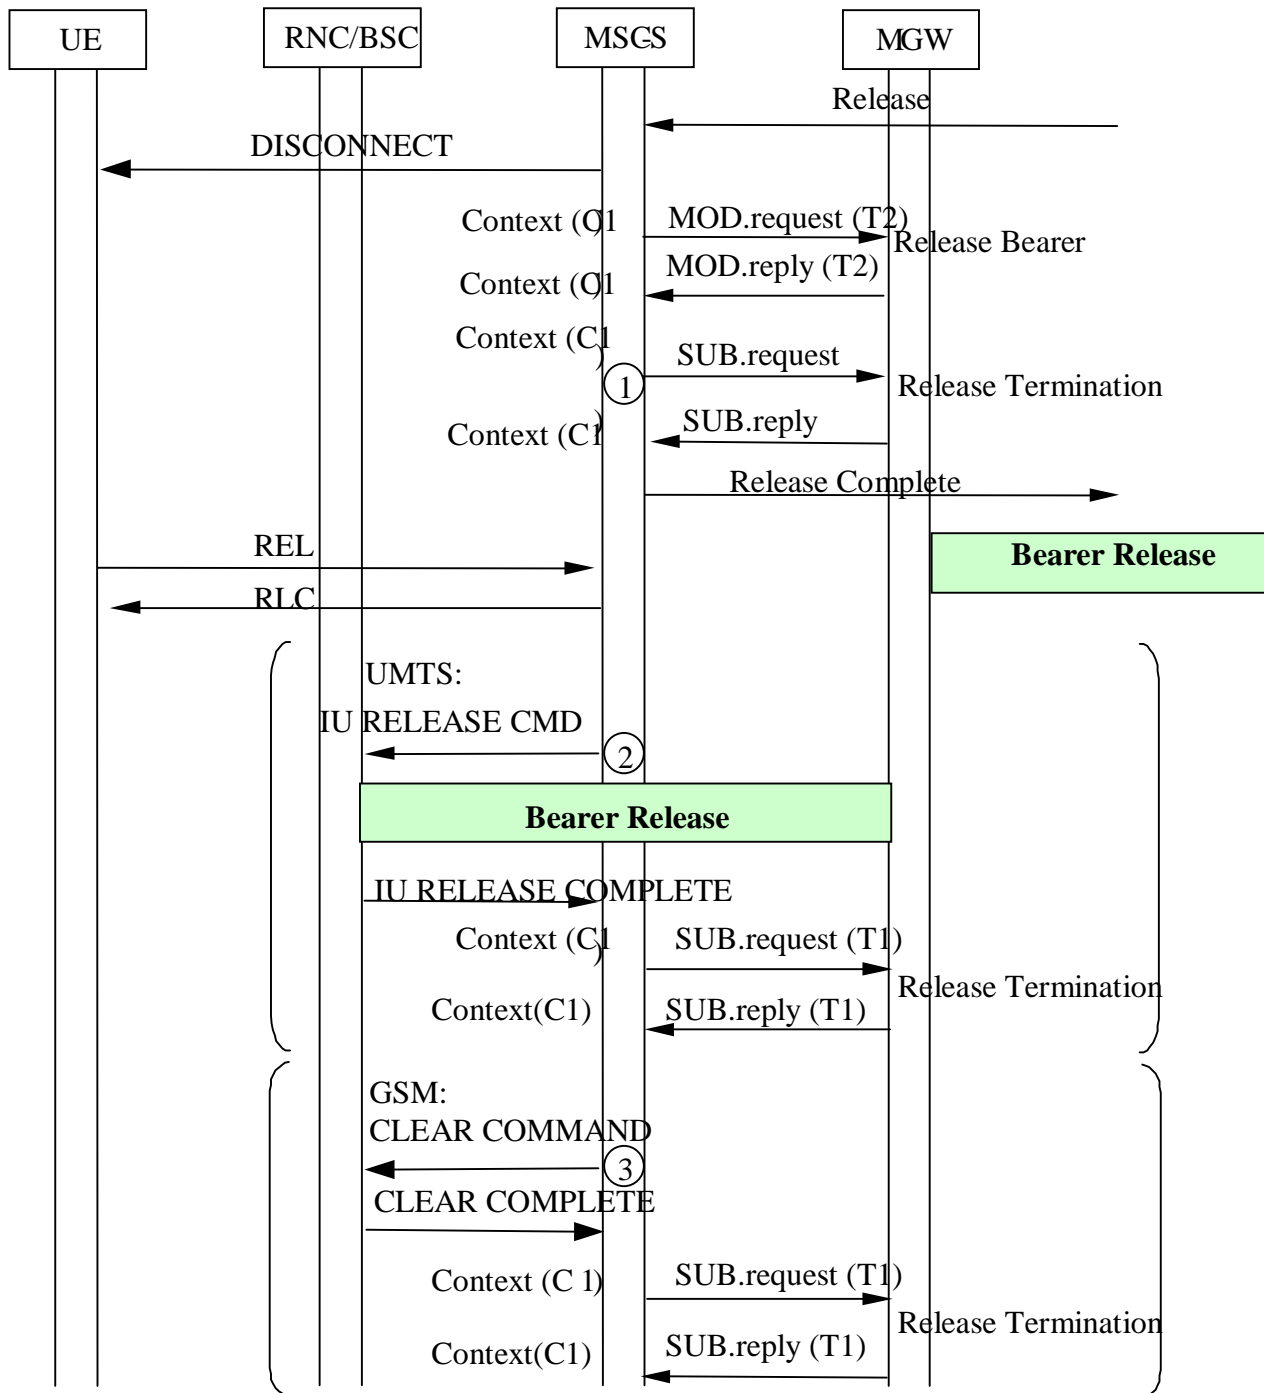 UE
RNC/BSC
MSCS
MGW
Release
DISCONNECT
Context (C1)
MOD.request (T2)
Release Bearer
MOD.reply (T2)
Context (C1)
Context (C1)
SUB.request
1
Release Termination
Context (C1)
SUB.reply
Release Complete
REL
Bearer Release
RLC
UMTS:
IU RELEASE CMD
2
Bearer Release
IU RELEASE COMPLETE
Context (C1)
SUB.request (T1)
Release Termination
Context(C1)
SUB.reply (T1)
GSM:
CLEAR COMMAND
3
CLEAR COMPLETE
Context (C 1)
SUB.request (T1)
Release Termination
Context(C1)
SUB.reply (T1)